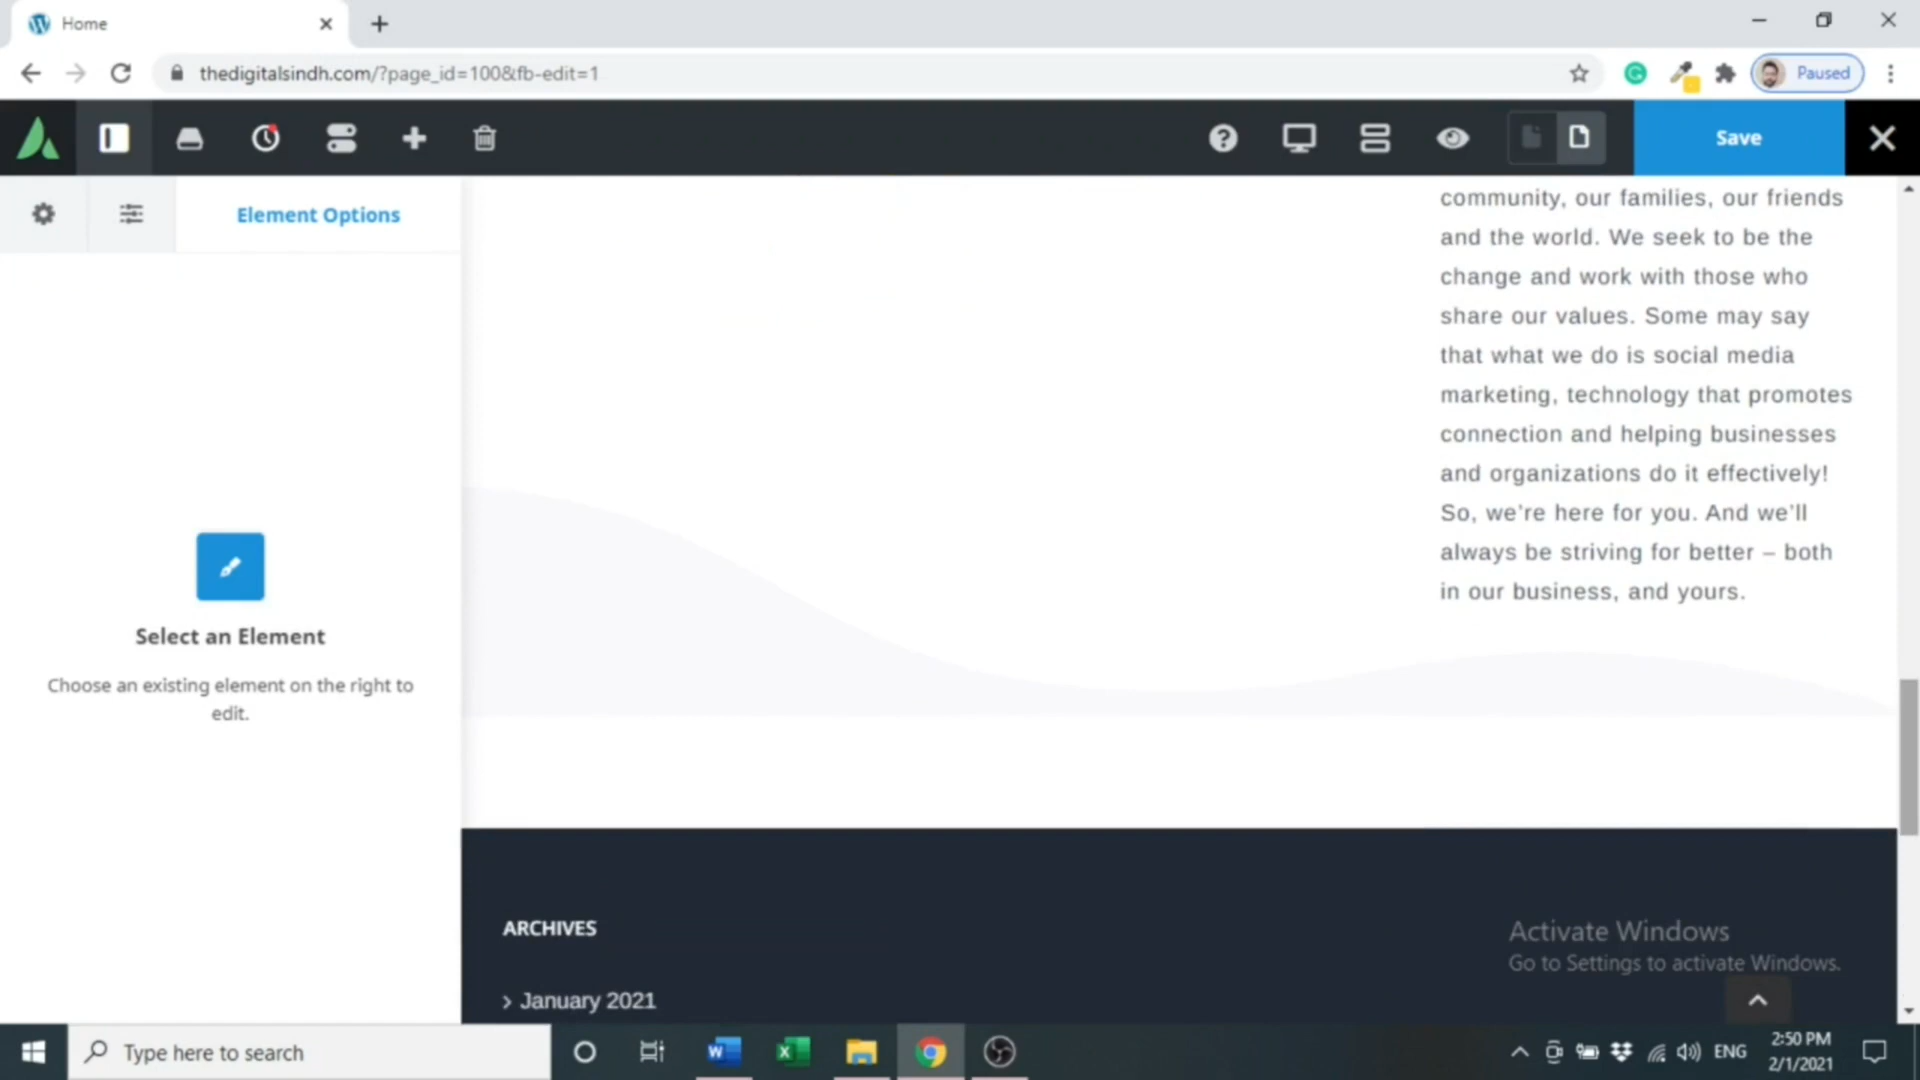 Home
thedigitalsindh.com/?page_id=100&fb-edit=1
Paused
Save
Element Options
Select an Element
Choose an existing element on the right to
edit.
community, our families, our friends
and the world. We seek to be the
change and work with those who
share our values. Some may say
that what we do is social media
marketing, technology that promotes
connection and helping businesses
and organizations do it effectively!
So, we’re here for you. And we’ll
always be striving for better – both
in our business, and yours.
ARCHIVES
January 2021
Activate Windows
Go to Settings to activate Windows.
Type here to search
ENG
2:50 PM
2/1/2021